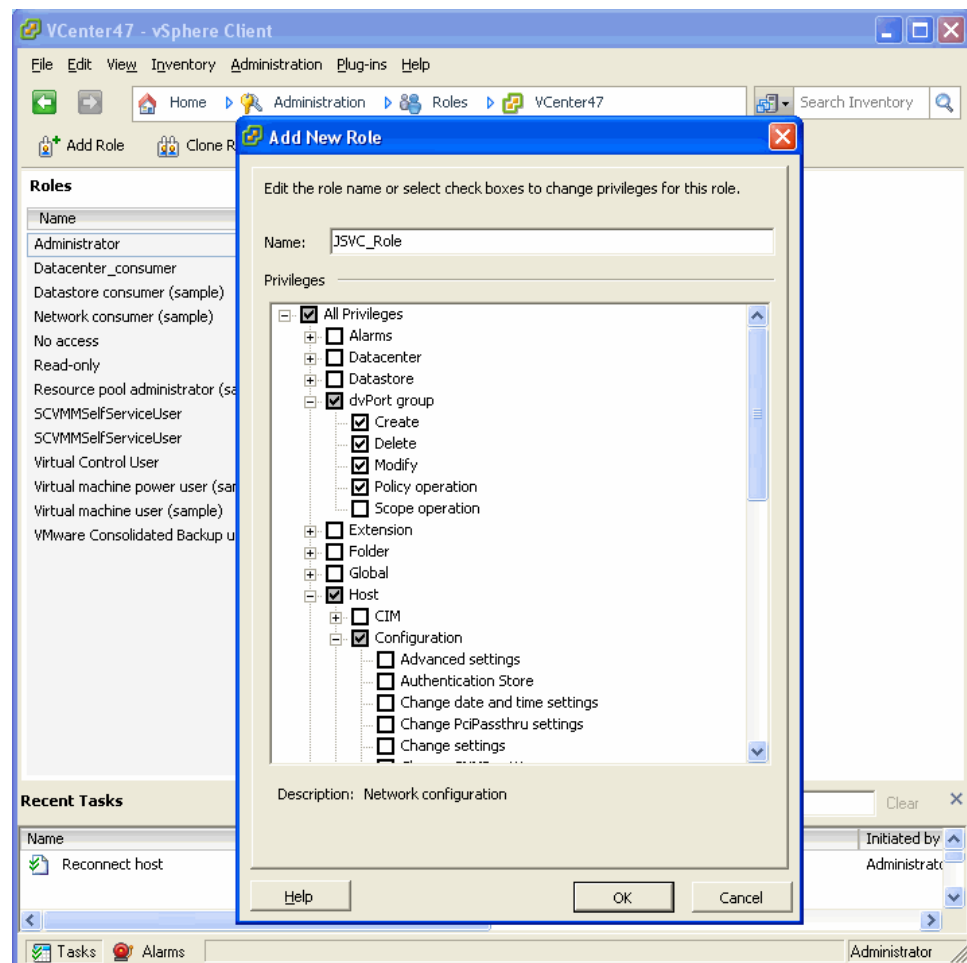 VCenter47 - vSphere Client
File Edit View Inventory Administration Plug-ins Help
Home Administration Roles VCenter47 Search Inventory
Add Role Clone R
Add New Role
Roles
Name
Administrator
Datacenter_consumer
Datastore consumer (sample)
Network consumer (sample)
No access
Read-only
Resource pool administrator (sa
SCVMMSelfServiceUser
SCVMMSelfServiceUser
Virtual Control User
Virtual machine power user (sam
Virtual machine user (sample)
VMware Consolidated Backup u
Edit the role name or select check boxes to change privileges for this role.
Name: JSVC_Role
Privileges
All Privileges
Alarms
Datacenter
Datastore
dvPort group
Create
Delete
Modify
Policy operation
Scope operation
Extension
Folder
Global
Host
CIM
Configuration
Advanced settings
Authentication Store
Change date and time settings
Change PciPassthru settings
Change settings
Description: Network configuration
Help OK Cancel
Recent Tasks Clear
Name Initiated by
Reconnect host Administrato
Tasks Alarms Administrator